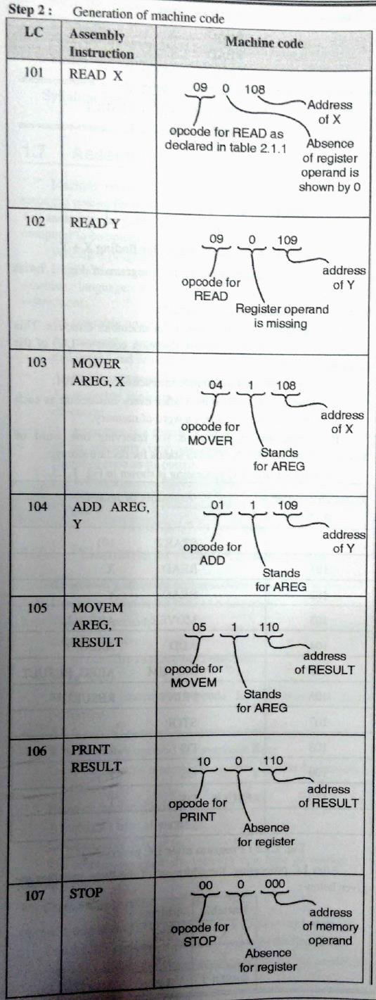 Step 2 : Generation of machine code
LC Assembly Instruction Machine code
101 READ X
09 0 108
Address of X
opcode for READ as declared in table 2.1.1
Absence of register operand is shown by 0
102 READ Y
09 0 109
address of Y
opcode for READ
Register operand is missing
103 MOVER AREG, X
04 1 108
address of X
opcode for MOVER
Stands for AREG
104 ADD AREG, Y
01 1 109
address of Y
opcode for ADD
Stands for AREG
105 MOVEM AREG, RESULT
05 1 110
address of RESULT
opcode for MOVEM
Stands for AREG
106 PRINT RESULT
10 0 110
address of RESULT
opcode for PRINT
Absence for register
107 STOP
00 0 000
address of memory operand
opcode for STOP
Absence for register